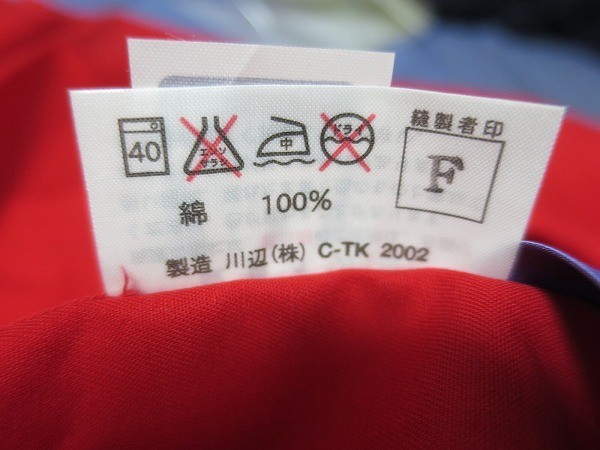 40
エンソ
サラシ
中
ドライ
縫製者印
F
綿 100%
製造 川辺(株) C-TK 2002